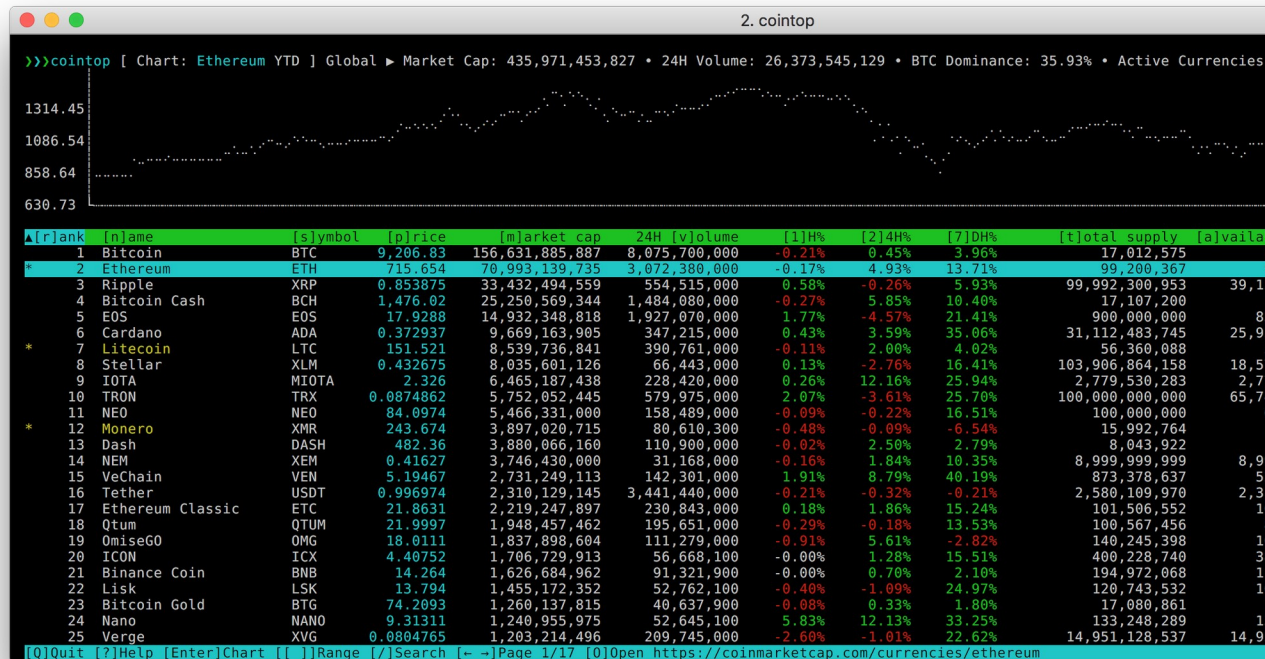 2. cointop
❯❯❯cointop [ Chart: Ethereum YTD ] Global ▶ Market Cap: 435,971,453,827 • 24H Volume: 26,373,545,129 • BTC Dominance: 35.93% • Active Currencies
1314.45
1086.54
858.64
630.73
▲[r]ank [n]ame [s]ymbol [p]rice [m]arket cap 24H [v]olume [1]H% [2]4H% [7]DH% [t]otal supply [a]vaila
1 Bitcoin BTC 9,206.83 156,631,885,887 8,075,700,000 -0.21% 0.45% 3.96% 17,012,575
* 2 Ethereum ETH 715.654 70,993,139,735 3,072,380,000 -0.17% 4.93% 13.71% 99,200,367
3 Ripple XRP 0.853875 33,432,494,559 554,515,000 0.58% -0.26% 5.93% 99,992,300,953 39,1
4 Bitcoin Cash BCH 1,476.02 25,250,569,344 1,484,080,000 -0.27% 5.85% 10.40% 17,107,200
5 EOS EOS 17.9288 14,932,348,818 1,927,070,000 1.77% -4.57% 21.41% 900,000,000 8
6 Cardano ADA 0.372937 9,669,163,905 347,215,000 0.43% 3.59% 35.06% 31,112,483,745 25,9
* 7 Litecoin LTC 151.521 8,539,736,841 390,761,000 -0.11% 2.00% 4.02% 56,360,088
8 Stellar XLM 0.432675 8,035,601,126 66,443,000 0.13% -2.76% 16.41% 103,906,864,158 18,5
9 IOTA MIOTA 2.326 6,465,187,438 228,420,000 0.26% 12.16% 25.94% 2,779,530,283 2,7
10 TRON TRX 0.0874862 5,752,052,445 579,975,000 2.07% -3.61% 25.70% 100,000,000,000 65,7
11 NEO NEO 84.0974 5,466,331,000 158,489,000 -0.09% -0.22% 16.51% 100,000,000
* 12 Monero XMR 243.674 3,897,020,715 80,610,300 -0.48% -0.09% -6.54% 15,992,764
13 Dash DASH 482.36 3,880,066,160 110,900,000 -0.02% 2.50% 2.79% 8,043,922
14 NEM XEM 0.41627 3,746,430,000 31,168,000 -0.16% 1.84% 10.35% 8,999,999,999 8,9
15 VeChain VEN 5.19467 2,731,249,113 142,301,000 1.91% 8.79% 40.19% 873,378,637 5
16 Tether USDT 0.996974 2,310,129,145 3,441,440,000 -0.21% -0.32% -0.21% 2,580,109,970 2,3
17 Ethereum Classic ETC 21.8631 2,219,247,897 230,843,000 0.18% 1.86% 15.24% 101,506,552 1
18 Qtum QTUM 21.9997 1,948,457,462 195,651,000 -0.29% -0.18% 13.53% 100,567,456
19 OmiseGO OMG 18.0111 1,837,898,604 111,279,000 -0.91% 5.61% -2.82% 140,245,398 1
20 ICON ICX 4.40752 1,706,729,913 56,668,100 -0.00% 1.28% 15.51% 400,228,740 3
21 Binance Coin BNB 14.264 1,626,684,962 91,321,900 -0.00% 0.70% 2.10% 194,972,068 1
22 Lisk LSK 13.794 1,455,172,352 52,762,100 -0.40% -1.09% 24.97% 120,743,532 1
23 Bitcoin Gold BTG 74.2093 1,260,137,815 40,637,900 -0.08% 0.33% 1.80% 17,080,861
24 Nano NANO 9.31311 1,240,955,975 52,645,100 5.83% 12.13% 33.25% 133,248,289 1
25 Verge XVG 0.0804765 1,203,214,496 209,745,000 -2.60% -1.01% 22.62% 14,951,128,537 14,9
[Q]Quit [?]Help [Enter]Chart [[ ]]Range [/]Search [← →]Page 1/17 [O]Open https://coinmarketcap.com/currencies/ethereum